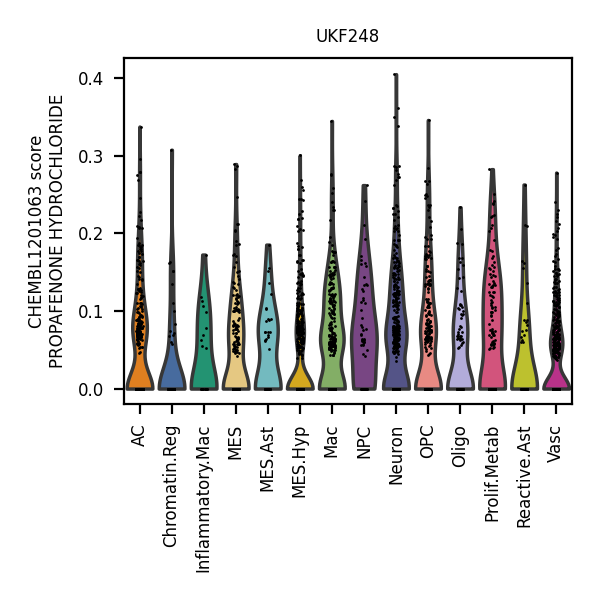 UKF248
CHEMBL1201063 score
PROPAFENONE HYDROCHLORIDE
0.4
0.3
0.2
0.1
0.0
AC
Chromatin.Reg
Inflammatory.Mac
MES
MES.Ast
MES.Hyp
Mac
NPC
Neuron
OPC
Oligo
Prolif.Metab
Reactive.Ast
Vasc